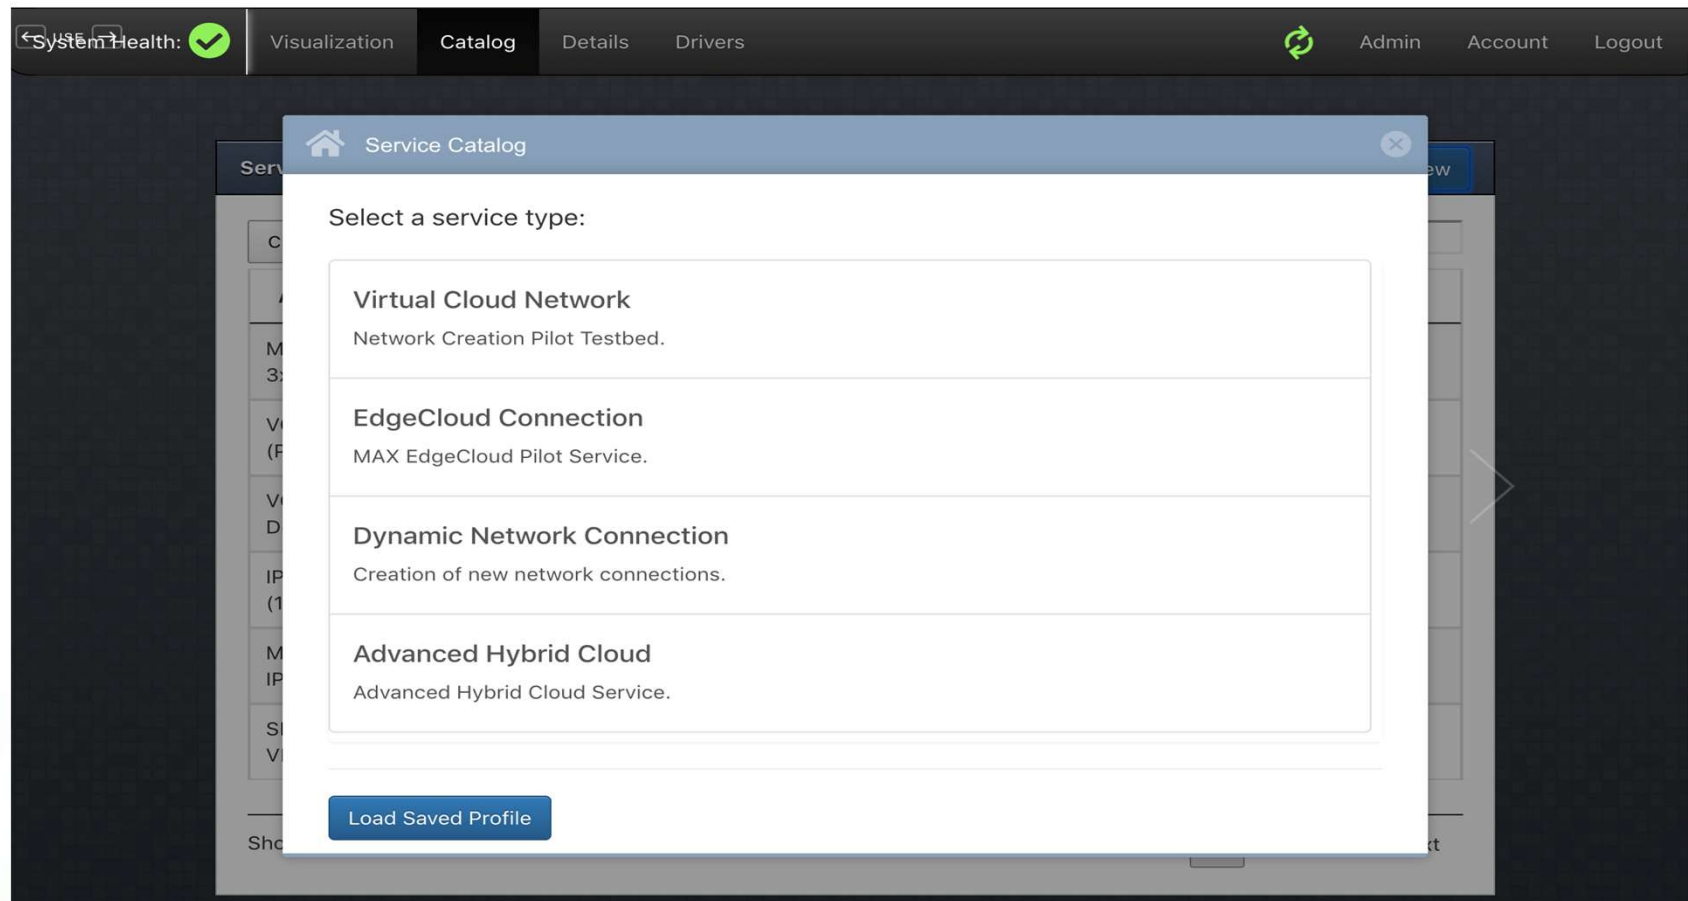 System Health:
USE
Visualization
Catalog
Details
Drivers
Admin
Account
Logout
Service Catalog
Select a service type:
Virtual Cloud Network
Network Creation Pilot Testbed.
EdgeCloud Connection
MAX EdgeCloud Pilot Service.
Dynamic Network Connection
Creation of new network connections.
Advanced Hybrid Cloud
Advanced Hybrid Cloud Service.
Load Saved Profile